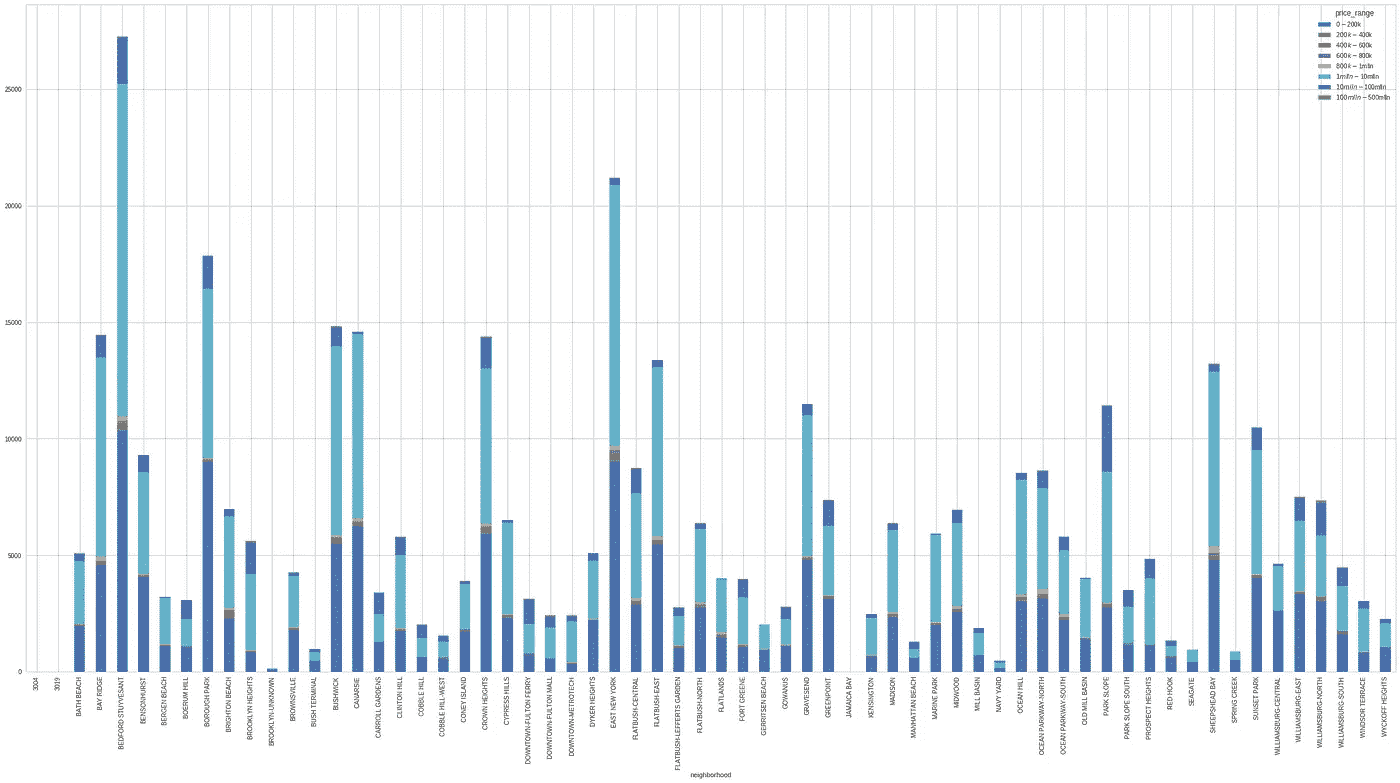 price_range
0 - 200k
200k - 400k
400k - 600k
600k - 800k
800k - 1mlln
1mlln - 10mlln
10mlln - 100mlln
100mlln - 500mlln
25000
20000
15000
10000
5000
0
3004
3019
BATH BEACH
BAY RIDGE
BEDFORD-STUYVESANT
BENSONHURST
BERGEN BEACH
BOERUM HILL
BOROUGH PARK
BRIGHTON BEACH
BROOKLYN HEIGHTS
BROOKLYN-UNKNOWN
BROWNSVILLE
BUSH TERMINAL
BUSHWICK
CANARSIE
CARROLL GARDENS
CLINTON HILL
COBBLE HILL
COBBLE HILL-WEST
CONEY ISLAND
CROWN HEIGHTS
CYPRESS HILLS
DOWNTOWN-FULTON FERRY
DOWNTOWN-FULTON MALL
DOWNTOWN-METROTECH
DYKER HEIGHTS
EAST NEW YORK
FLATBUSH-CENTRAL
FLATBUSH-EAST
FLATBUSH-LEFFERTS GARDEN
FLATBUSH-NORTH
FLATLANDS
FORT GREENE
GERRITSEN BEACH
GOWANUS
GRAVESEND
GREENPOINT
JAMAICA BAY
KENSINGTON
MADISON
MANHATTAN BEACH
MARINE PARK
MIDWOOD
MILL BASIN
NAVY YARD
OCEAN HILL
OCEAN PARKWAY-NORTH
OCEAN PARKWAY-SOUTH
OLD MILL BASIN
PARK SLOPE
PARK SLOPE SOUTH
PROSPECT HEIGHTS
RED HOOK
SEAGATE
SHEEPSHEAD BAY
SPRING CREEK
SUNSET PARK
WILLIAMSBURG-CENTRAL
WILLIAMSBURG-EAST
WILLIAMSBURG-NORTH
WILLIAMSBURG-SOUTH
WINDSOR TERRACE
WYCKOFF HEIGHTS
neighborhood